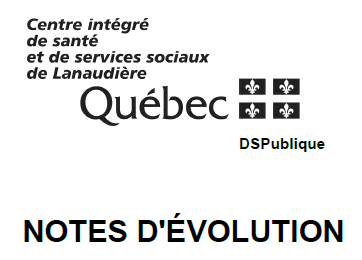 Centre intégré
de santé
et de services sociaux
de Lanaudière
Québec
DSPublique
NOTES D'ÉVOLUTION